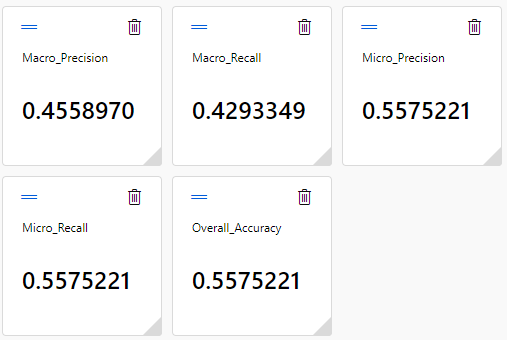 Macro_Precision
0.4558970
Macro_Recall
0.4293349
Micro_Precision
0.5575221
Micro_Recall
0.5575221
Overall_Accuracy
0.5575221